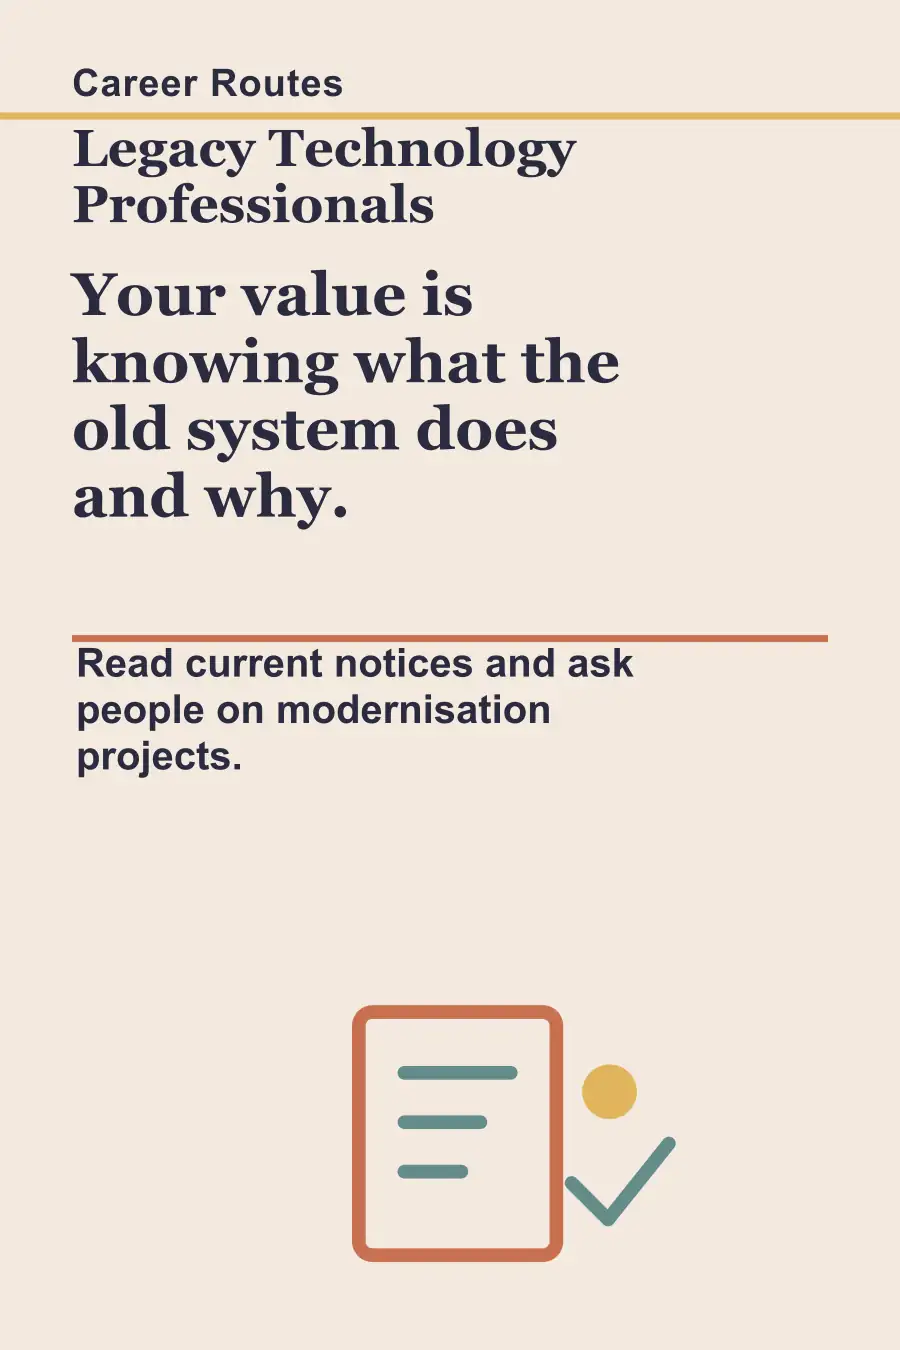 Career Routes
Legacy Technology
Professionals
Your value is
knowing what the
old system does
and why.
Read current notices and ask
people on modernisation
projects.